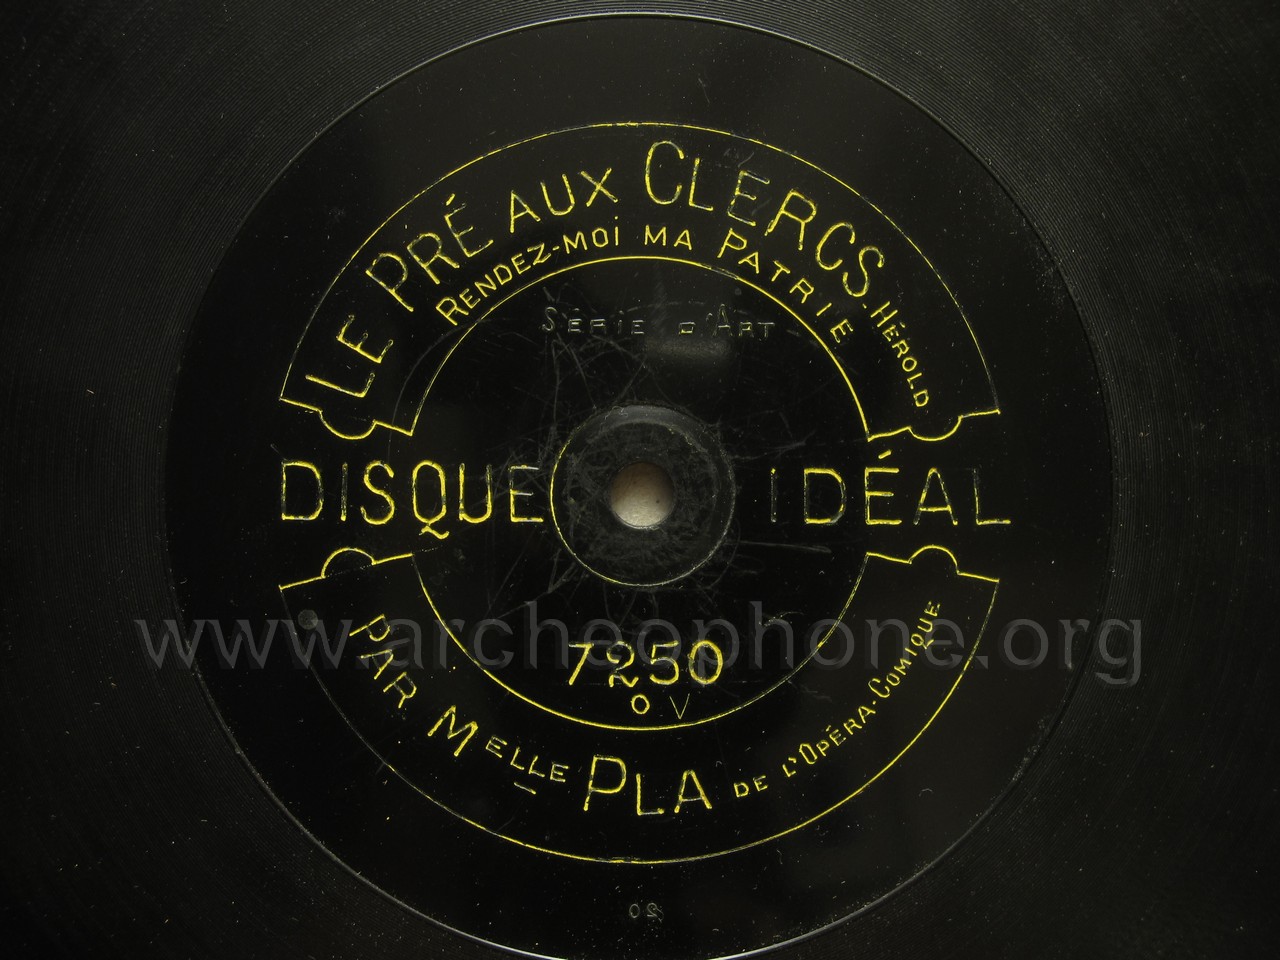 LE PRÉ AUX CLERCS - HÉROLD
RENDEZ-MOI MA PATRIE
SÉRIE D'ART
DISQUE IDÉAL
www.archeophone.org
7250
O V
PAR MELLE PLA DE L'OPÉRA-COMIQUE